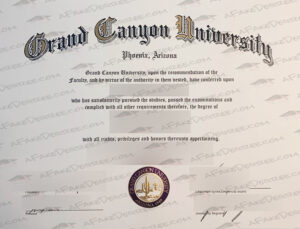 Grand Canyon University
Phoenix, Arizona
Grand Canyon University, upon the recommendation of the
Faculty, and by virtue of the authority in them vested, have conferred upon
who has satisfactorily pursued the studies, passed the examinations and
complied with all other requirements therefore, the degree of
with all rights, privileges and honors thereunto appertaining.
AFakeDegree.com